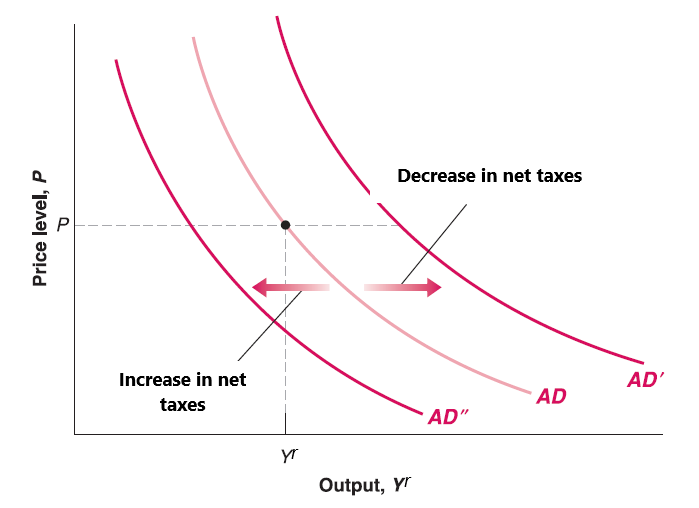 Decrease in net taxes
Price level, P
P
Increase in net
taxes
AD'
AD
AD"
Yr
Output, Yr